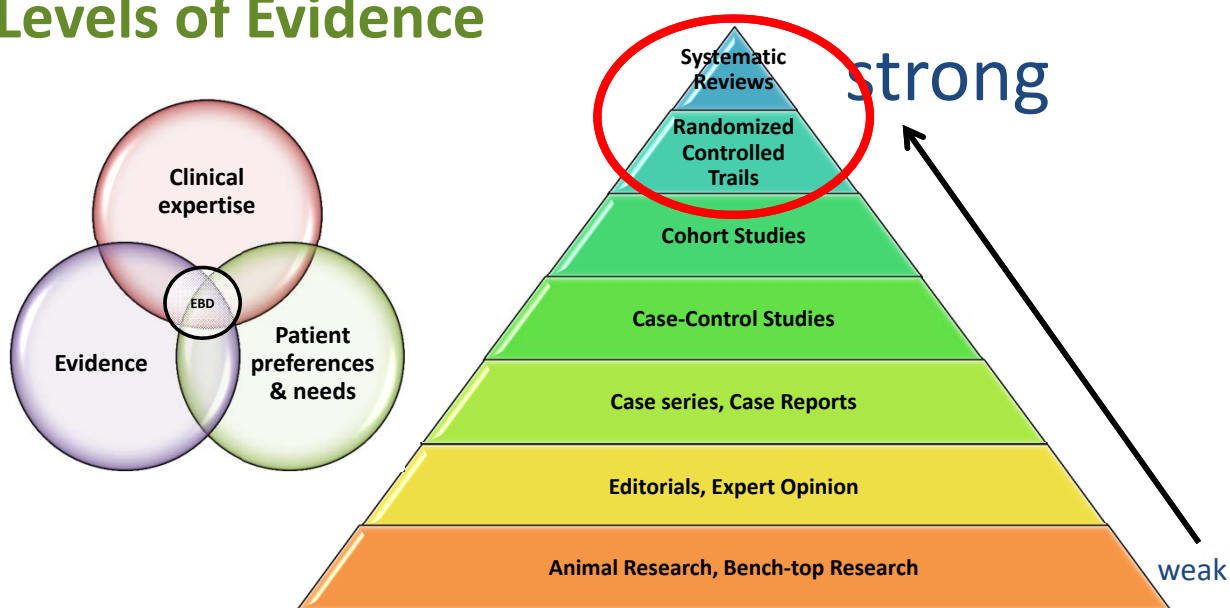 Levels of Evidence
Clinical
expertise
EBD
Evidence
Patient
preferences
& needs
Systematic
Reviews
strong
Randomized
Controlled
Trails
Cohort Studies
Case-Control Studies
Case series, Case Reports
Editorials, Expert Opinion
Animal Research, Bench-top Research
weak